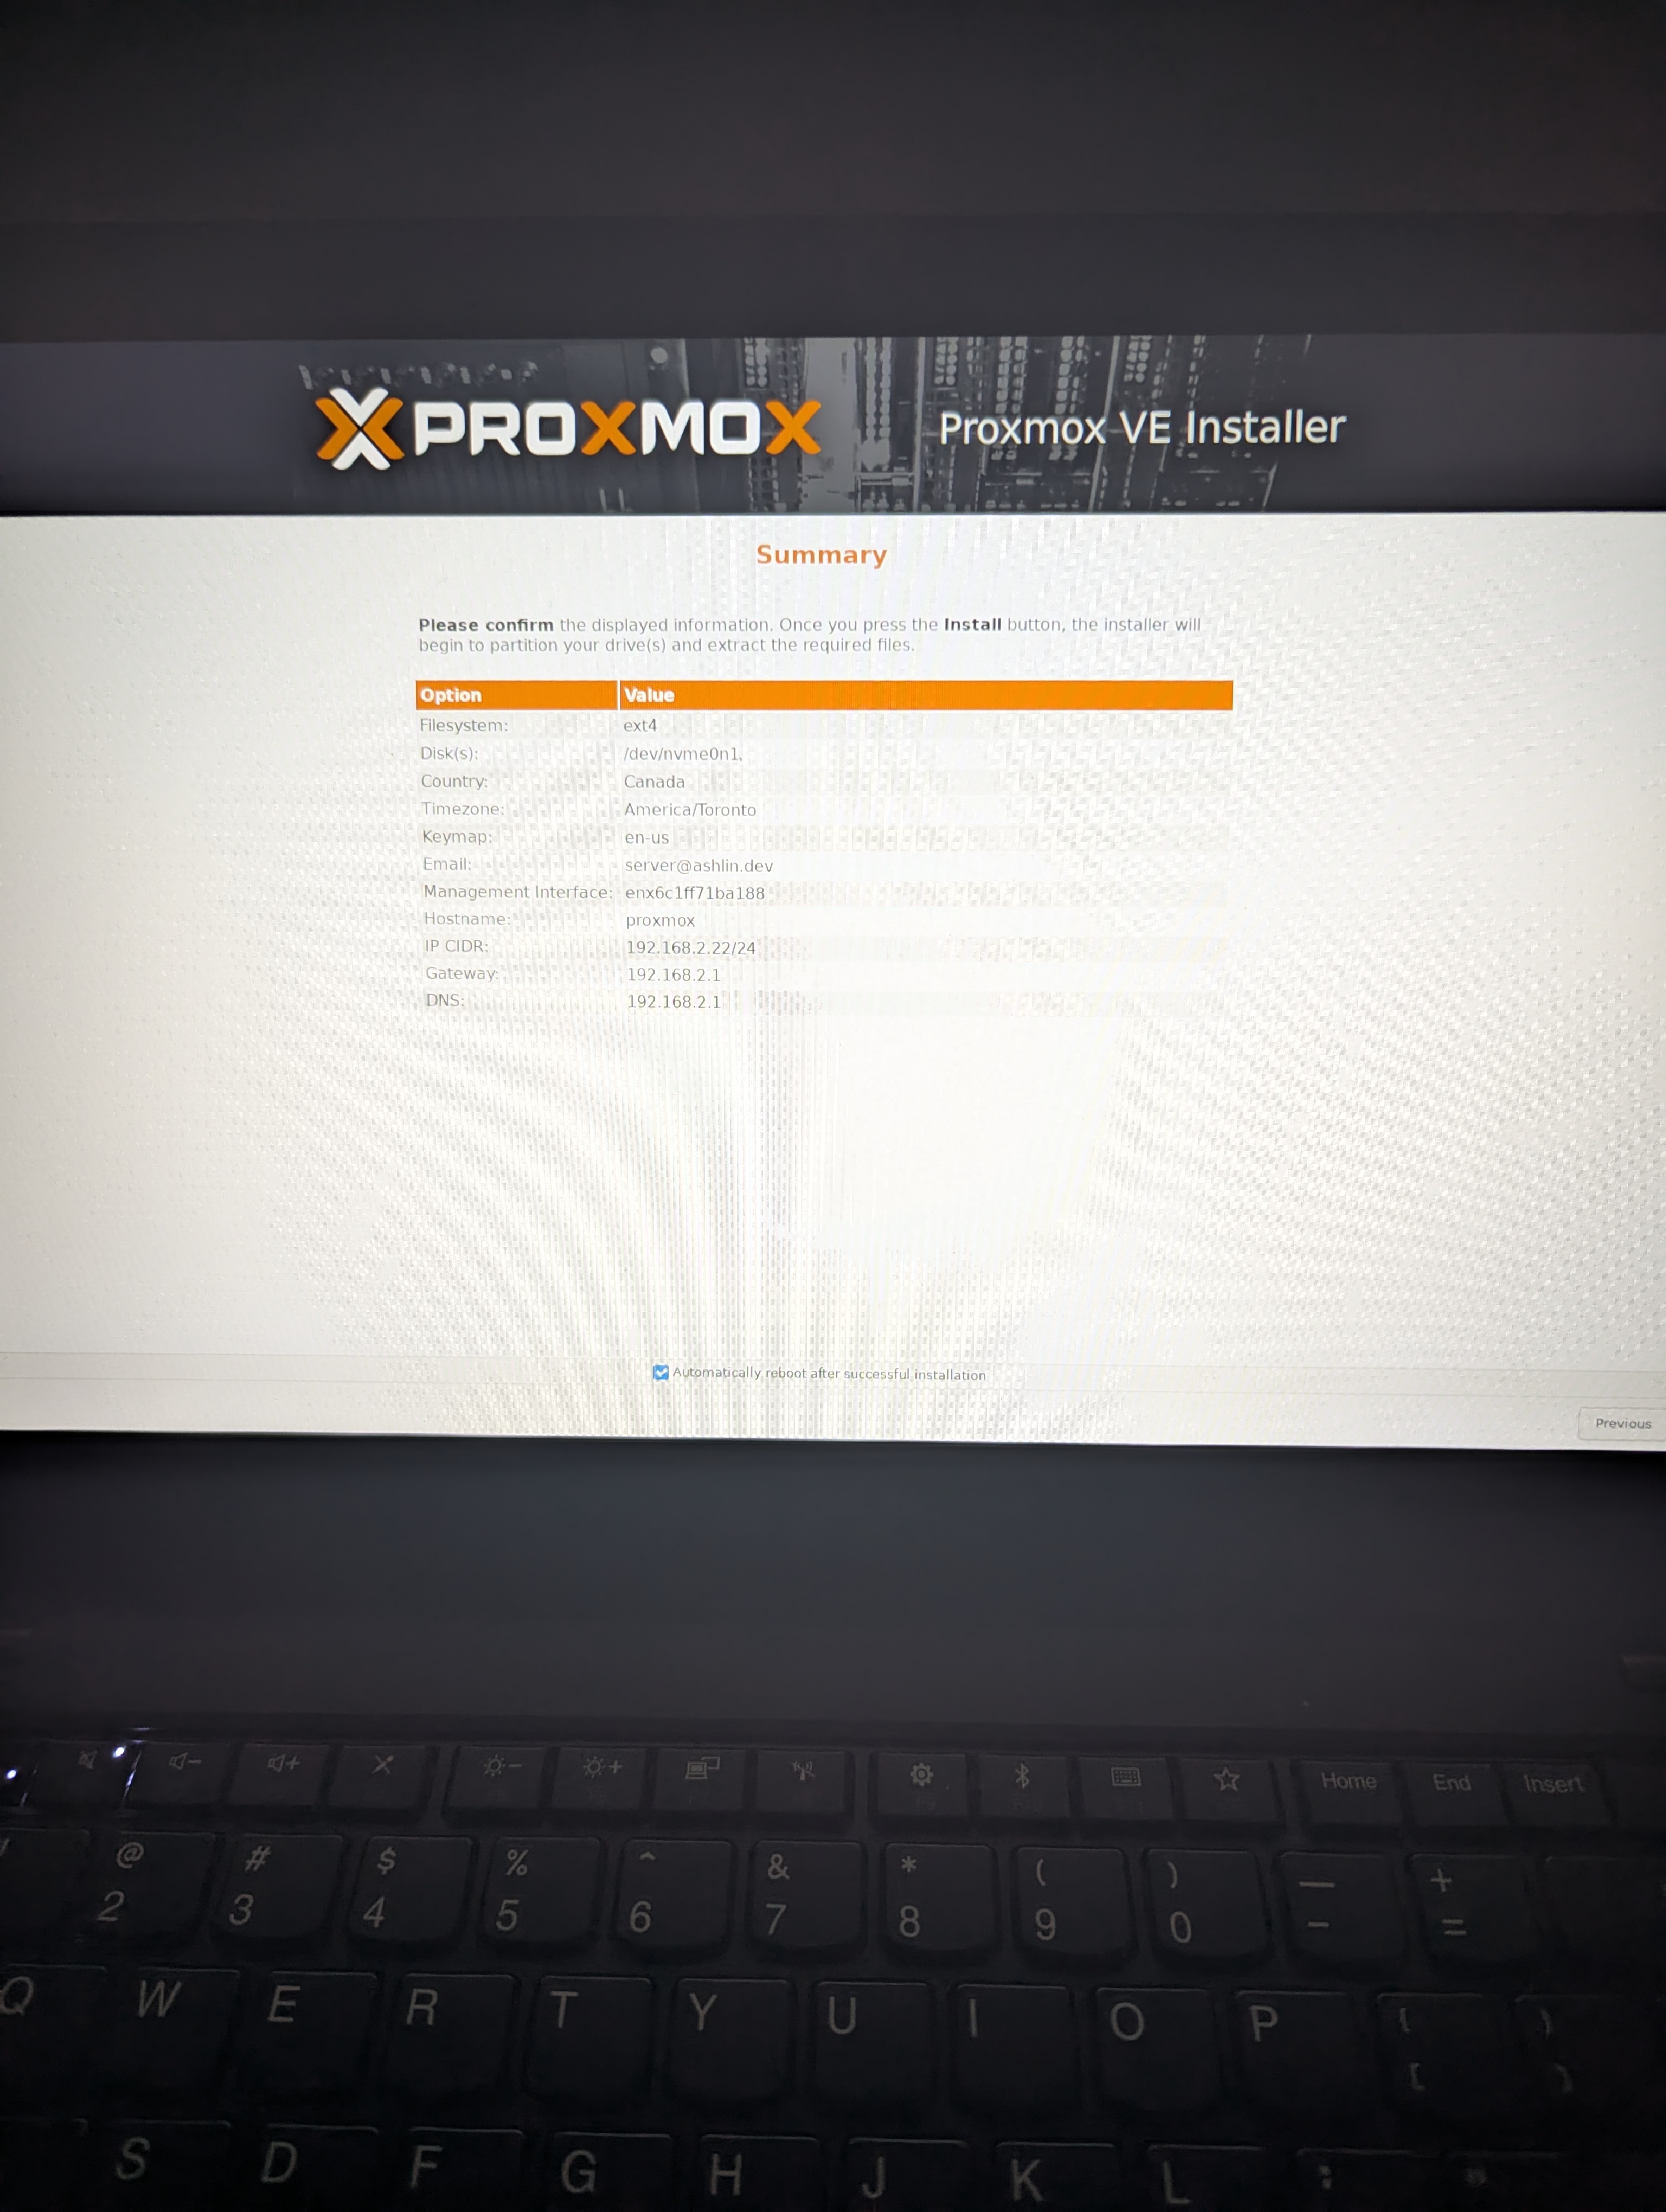 PROXMOX
Proxmox VE Installer
Summary
Please confirm the displayed information. Once you press the Install button, the installer will
begin to partition your drive(s) and extract the required files.
Option Value
Filesystem: ext4
Disk(s): /dev/nvme0n1,
Country: Canada
Timezone: America/Toronto
Keymap: en-us
Email: server@ashlin.dev
Management Interface: enx6c1ff71ba188
Hostname: proxmox
IP CIDR: 192.168.2.22/24
Gateway: 192.168.2.1
DNS: 192.168.2.1
Automatically reboot after successful installation
Previous
Home End Insert
@ # $ % ^ & * ( ) — +
2 3 4 5 6 7 8 9 0 - =
Q W E R T Y U I O P
S D F G H J K L